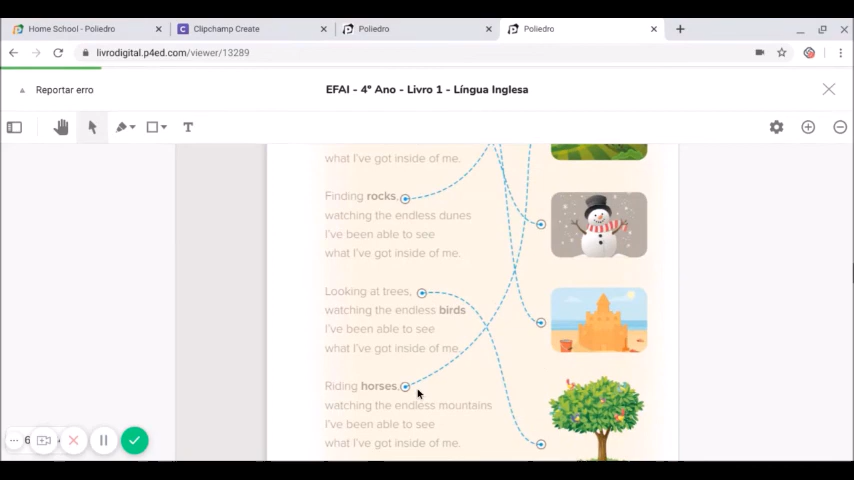 Home School - Poliedro
Clipchamp Create
Poliedro
Poliedro
livrodigital.p4ed.com/viewer/13289
Reportar erro
EFAI - 4º Ano - Livro 1 - Língua Inglesa
T
what I've got inside of me.
Finding rocks,
watching the endless dunes
I've been able to see
what I've got inside of me.
Looking at trees,
watching the endless birds
I've been able to see
what I've got inside of me.
Riding horses,
watching the endless mountains
I've been able to see
what I've got inside of me.